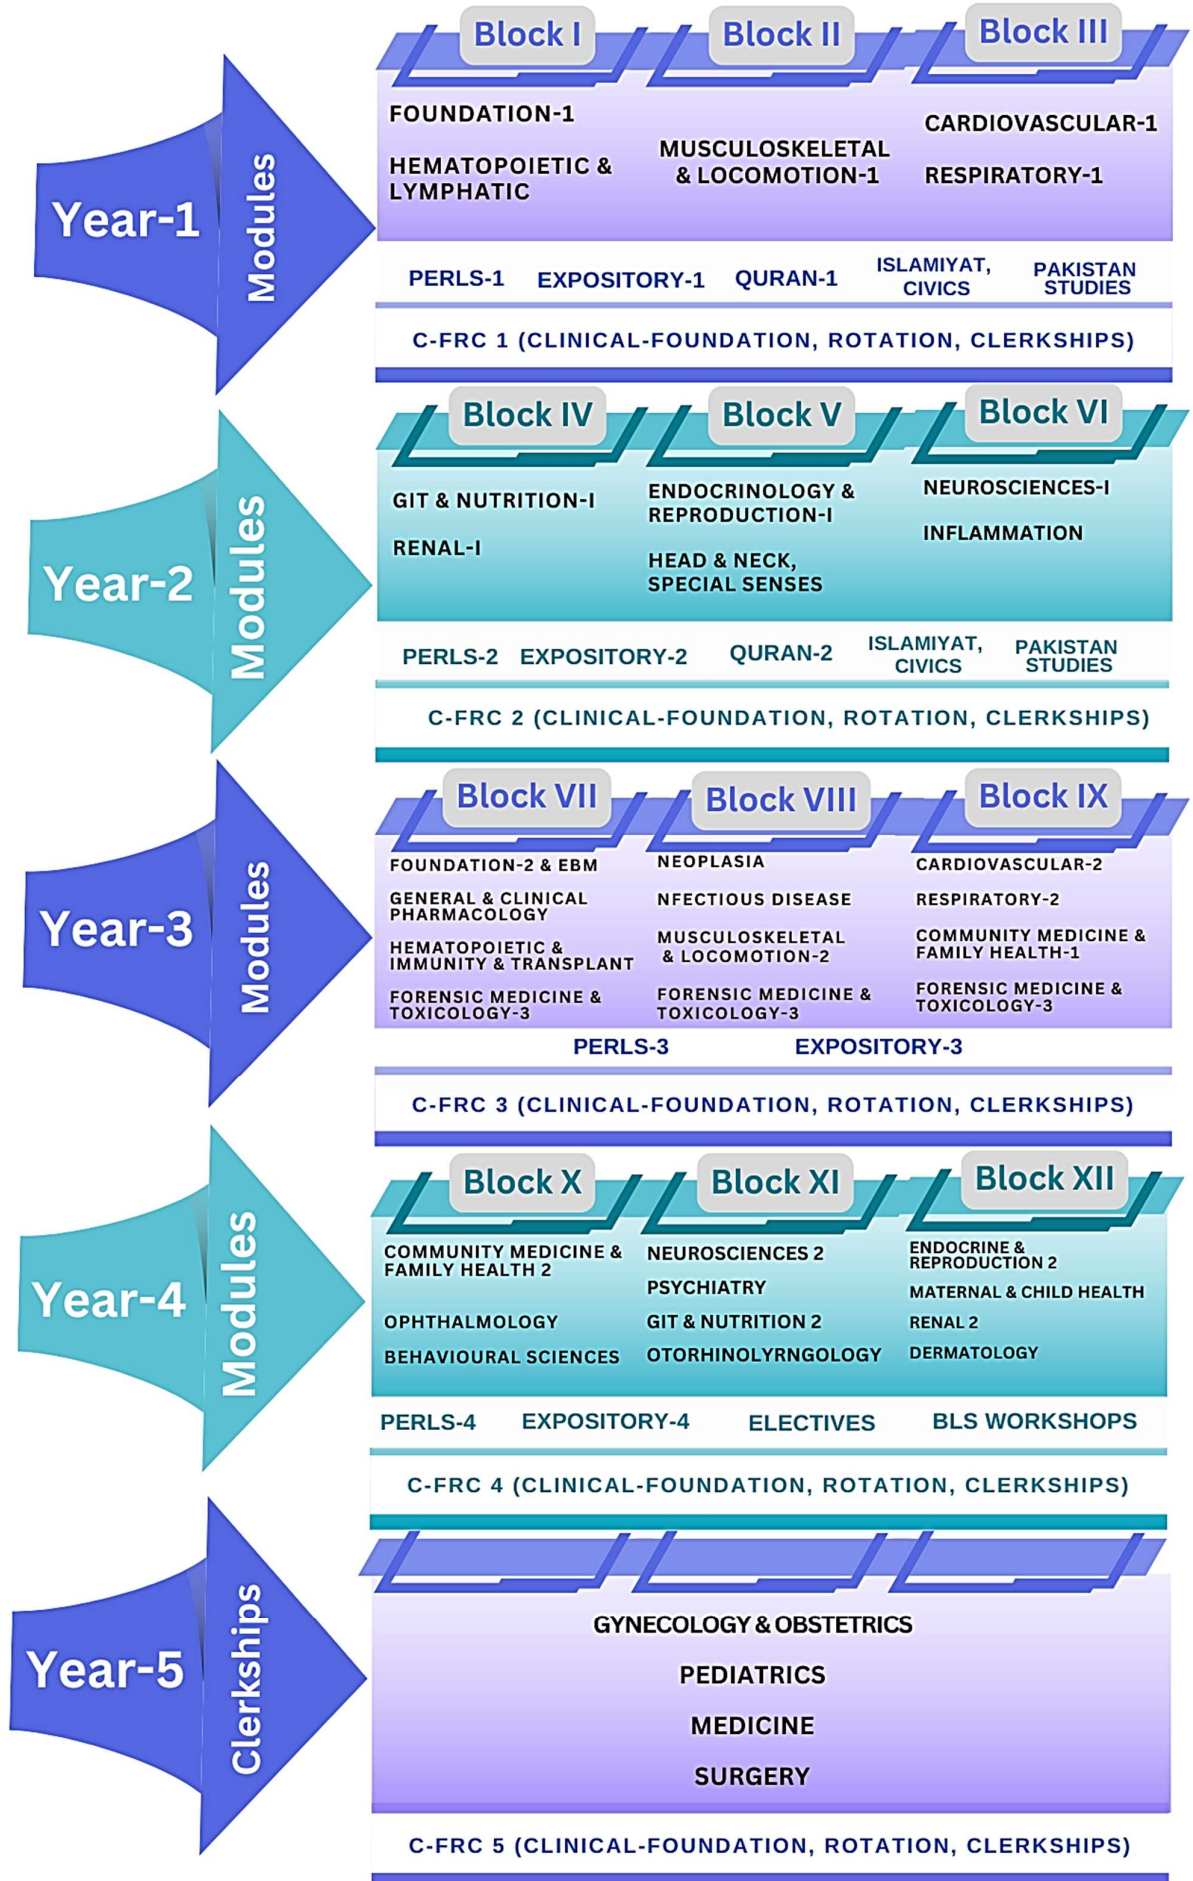 Year-1
Modules
Block I
Block II
Block III
FOUNDATION-1
HEMATOPOIETIC &
LYMPHATIC
MUSCULOSKELETAL
& LOCOMOTION-1
CARDIOVASCULAR-1
RESPIRATORY-1
PERLS-1
EXPOSITORY-1
QURAN-1
ISLAMIYAT,
CIVICS
PAKISTAN
STUDIES
C-FRC 1 (CLINICAL-FOUNDATION, ROTATION, CLERKSHIPS)
Year-2
Modules
Block IV
Block V
Block VI
GIT & NUTRITION-I
RENAL-I
ENDOCRINOLOGY &
REPRODUCTION-I
HEAD & NECK,
SPECIAL SENSES
NEUROSCIENCES-I
INFLAMMATION
PERLS-2
EXPOSITORY-2
QURAN-2
ISLAMIYAT,
CIVICS
PAKISTAN
STUDIES
C-FRC 2 (CLINICAL-FOUNDATION, ROTATION, CLERKSHIPS)
Year-3
Modules
Block VII
Block VIII
Block IX
FOUNDATION-2 & EBM
GENERAL & CLINICAL
PHARMACOLOGY
HEMATOPOIETIC &
IMMUNITY & TRANSPLANT
FORENSIC MEDICINE &
TOXICOLOGY-3
NEOPLASIA
NFECTIOUS DISEASE
MUSCULOSKELETAL
& LOCOMOTION-2
FORENSIC MEDICINE &
TOXICOLOGY-3
CARDIOVASCULAR-2
RESPIRATORY-2
COMMUNITY MEDICINE &
FAMILY HEALTH-1
FORENSIC MEDICINE &
TOXICOLOGY-3
PERLS-3
EXPOSITORY-3
C-FRC 3 (CLINICAL-FOUNDATION, ROTATION, CLERKSHIPS)
Year-4
Modules
Block X
Block XI
Block XII
COMMUNITY MEDICINE &
FAMILY HEALTH 2
OPHTHALMOLOGY
BEHAVIOURAL SCIENCES
NEUROSCIENCES 2
PSYCHIATRY
GIT & NUTRITION 2
OTORHINOLYRNGOLOGY
ENDOCRINE &
REPRODUCTION 2
MATERNAL & CHILD HEALTH
RENAL 2
DERMATOLOGY
PERLS-4
EXPOSITORY-4
ELECTIVES
BLS WORKSHOPS
C-FRC 4 (CLINICAL-FOUNDATION, ROTATION, CLERKSHIPS)
Year-5
Clerkships
GYNECOLOGY & OBSTETRICS
PEDIATRICS
MEDICINE
SURGERY
C-FRC 5 (CLINICAL-FOUNDATION, ROTATION, CLERKSHIPS)